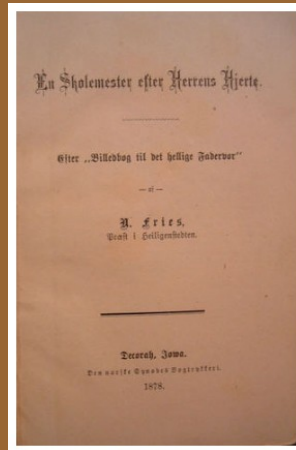 En Skolemester efter Herrens Hjerte.
Efter „Billedbog til det hellige Fadervor“
— af —
N. Fries,
Præst i Heiligenstedten.
Decorah, Iowa.
Den norske Synodes Bogtrykkeri.
1878.